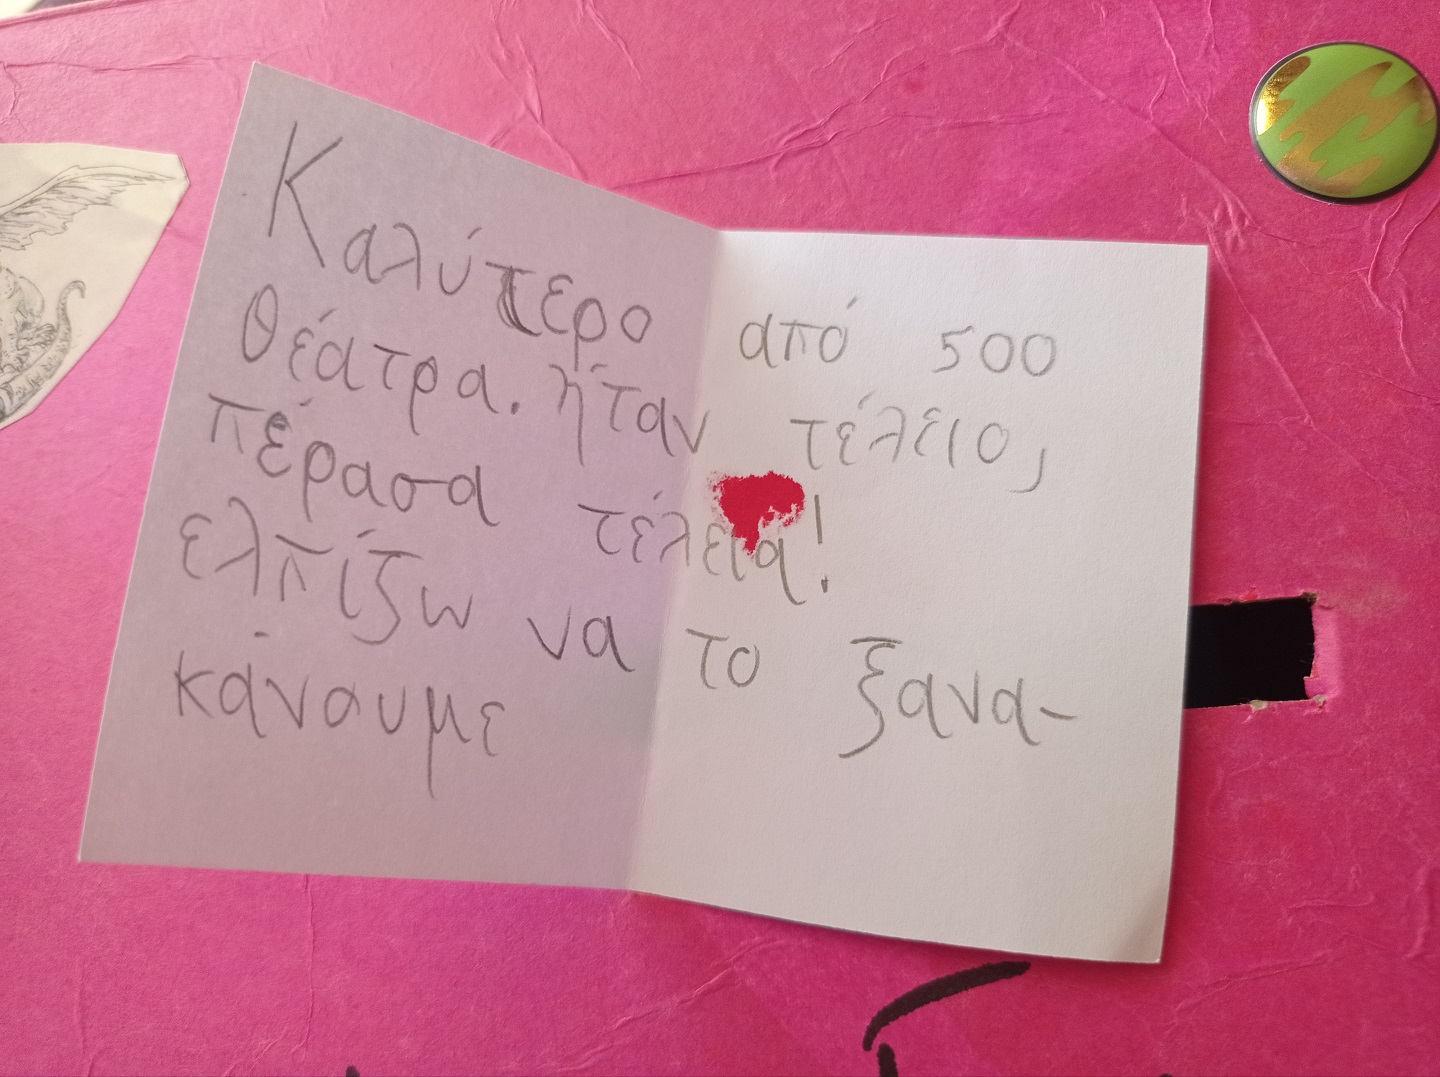 Καλύτερο από 500
θέατρα. ήταν τέλειο,
πέρασα τέλεια!
ελπίζω να το ξανα-
κάναυμε